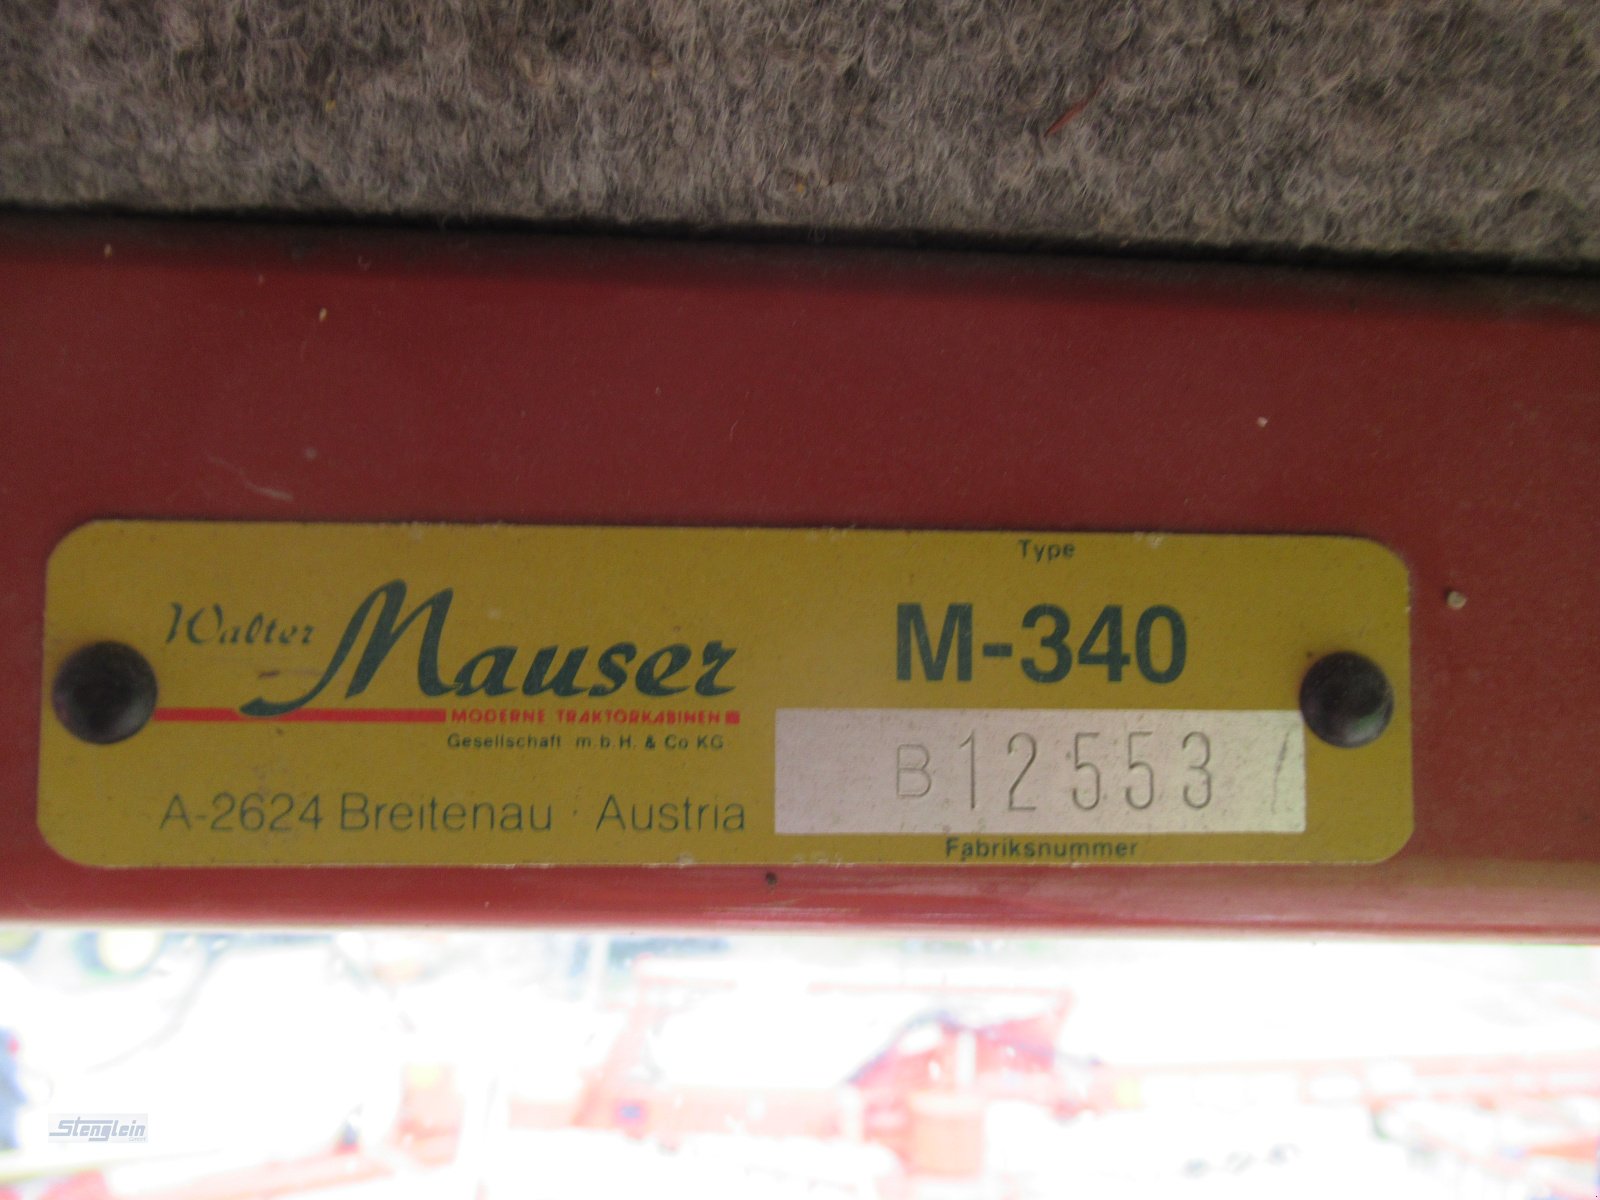 Walter Mauser
MODERNE TRAKTORKABINEN
Gesellschaft m.b.H. & Co KG
A-2624 Breitenau · Austria
Type
M-340
B12553
Fabriksnummer
Stenglein